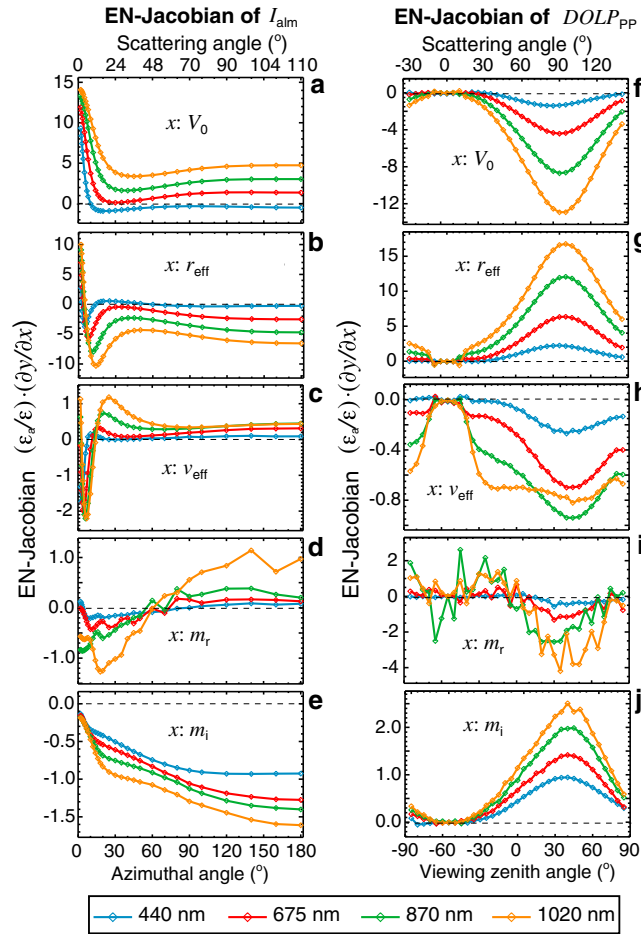 EN-Jacobian of I_alm
Scattering angle (°)
0 24 48 71 90 104 110
a
x: V_0
15
10
5
0
b
x: r_eff
10
5
0
-5
-10
c
x: v_eff
1
0
-1
-2
d
x: m_r
1.0
0.0
-1.0
e
x: m_i
0.0
-0.5
-1.0
-1.5
0 30 60 90 120 150 180
Azimuthal angle (°)
EN-Jacobian (ε_a/ε)·(∂y/∂x)
EN-Jacobian of DOLP_PP
Scattering angle (°)
-30 0 30 60 90 120
f
x: V_0
0
-4
-8
-12
g
x: r_eff
15
10
5
0
h
x: v_eff
0.0
-0.4
-0.8
i
x: m_r
4
2
0
-2
-4
j
x: m_i
2.0
1.0
0.0
-90 -60 -30 0 30 60 90
Viewing zenith angle (°)
EN-Jacobian (ε_a/ε)·(∂y/∂x)
440 nm 675 nm 870 nm 1020 nm